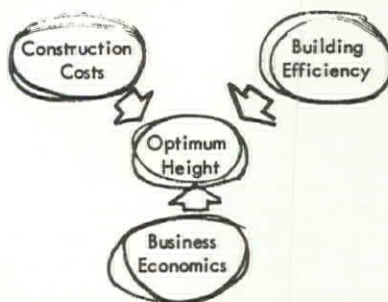 Construction
Costs
Building
Efficiency
Optimum
Height
Business
Economics